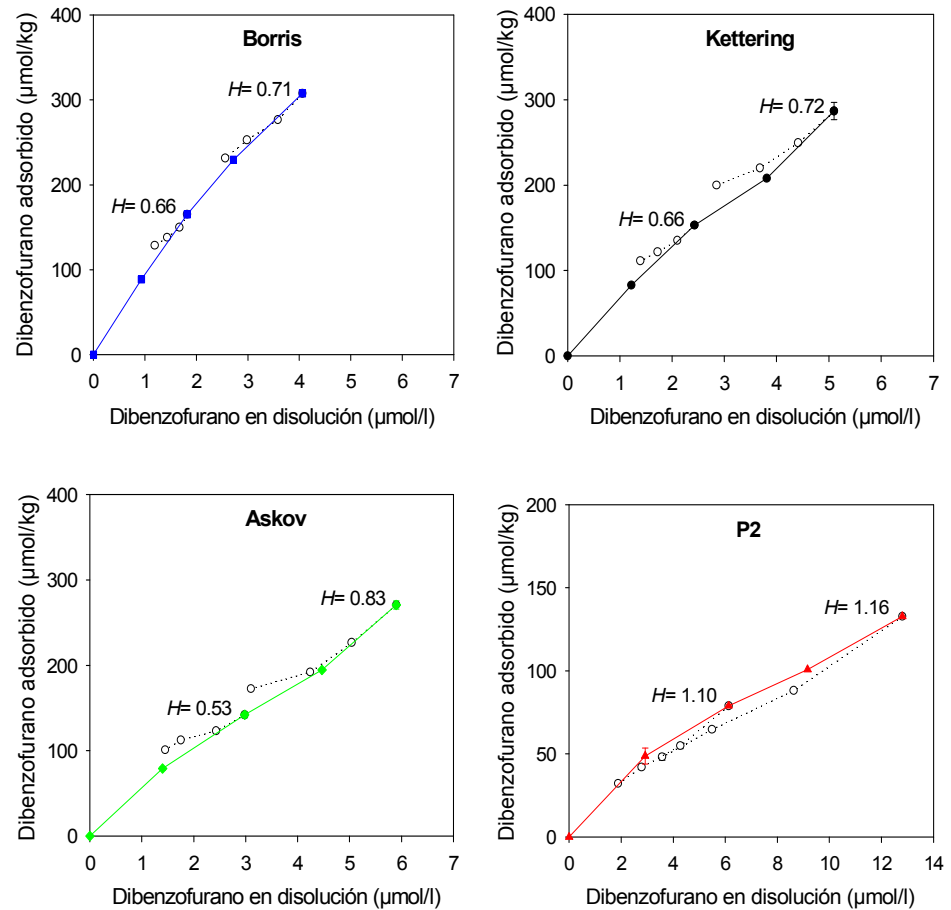 Borris
Dibenzofurano adsorbido (µmol/kg)
400
300
200
100
0
H= 0.71
H= 0.66
0 1 2 3 4 5 6 7
Dibenzofurano en disolución (µmol/l)
Kettering
Dibenzofurano adsorbido (µmol/kg)
400
300
200
100
0
H= 0.72
H= 0.66
0 1 2 3 4 5 6 7
Dibenzofurano en disolución (µmol/l)
Askov
Dibenzofurano adsorbido (µmol/kg)
400
300
200
100
0
H= 0.83
H= 0.53
0 1 2 3 4 5 6 7
Dibenzofurano en disolución (µmol/l)
P2
Dibenzofurano adsorbido (µmol/kg)
200
150
100
50
0
H= 1.16
H= 1.10
0 2 4 6 8 10 12 14
Dibenzofurano en disolución (µmol/l)